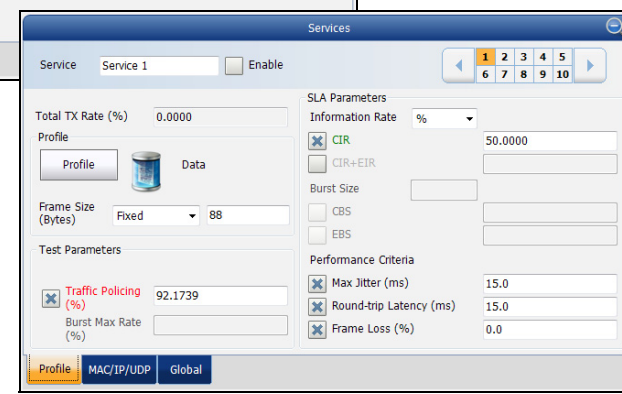 Services
Service Service 1 Enable
1 2 3 4 5
6 7 8 9 10
Total TX Rate (%) 0.0000
Profile
Profile Data
Frame Size
(Bytes) Fixed 88
Test Parameters
Traffic Policing
(%) 92.1739
Burst Max Rate
(%)
SLA Parameters
Information Rate %
CIR 50.0000
CIR+EIR
Burst Size
CBS
EBS
Performance Criteria
Max Jitter (ms) 15.0
Round-trip Latency (ms) 15.0
Frame Loss (%) 0.0
Profile MAC/IP/UDP Global